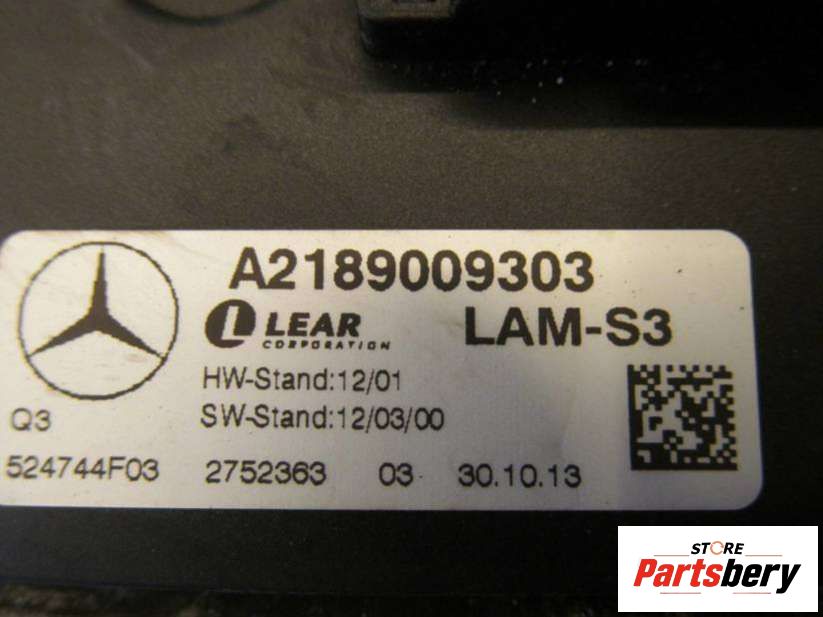 A2189009303
LEAR LAM-S3
CORPORATION
HW-Stand:12/01
Q3 SW-Stand:12/03/00
524744F03 2752363 03 30.10.13
STORE
Partsbery